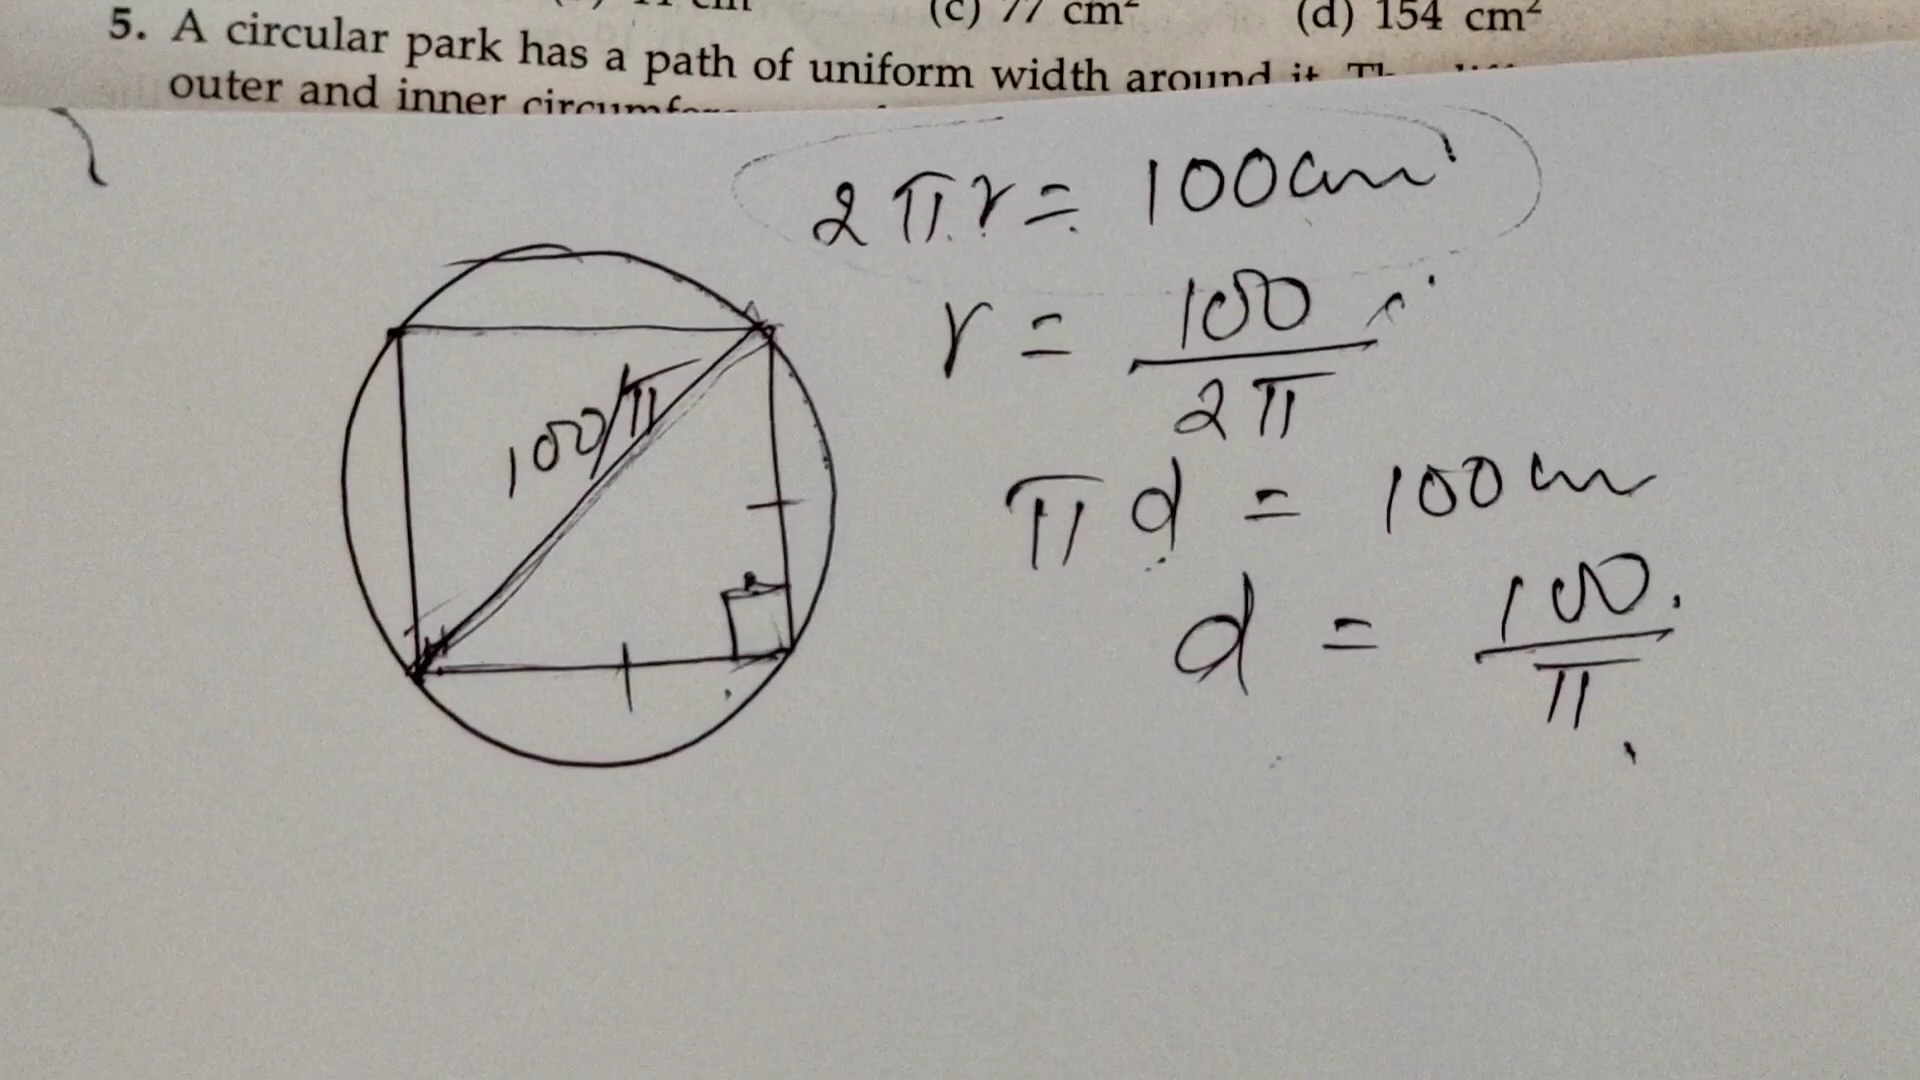 (c) 77 cm² (d) 154 cm²
5. A circular park has a path of uniform width around it.
outer and inner
2πr = 100cm
r = 100/2π
100/π
πd = 100cm
d = 100/π